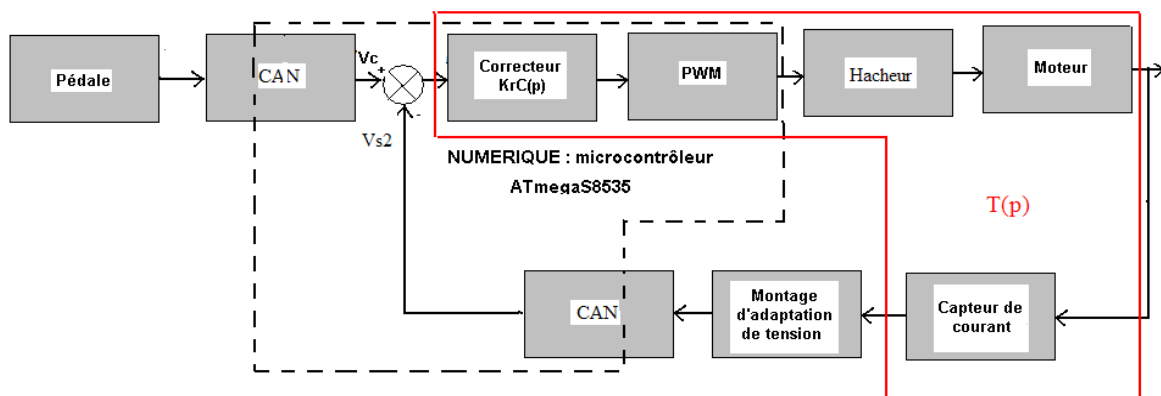 Pédale
CAN
Vc
+
-
Vs2
Correcteur
KrC(p)
PWM
Hacheur
Moteur
NUMERIQUE : microcontrôleur
ATmegaS8535
T(p)
CAN
Montage
d'adaptation
de tension
Capteur de
courant